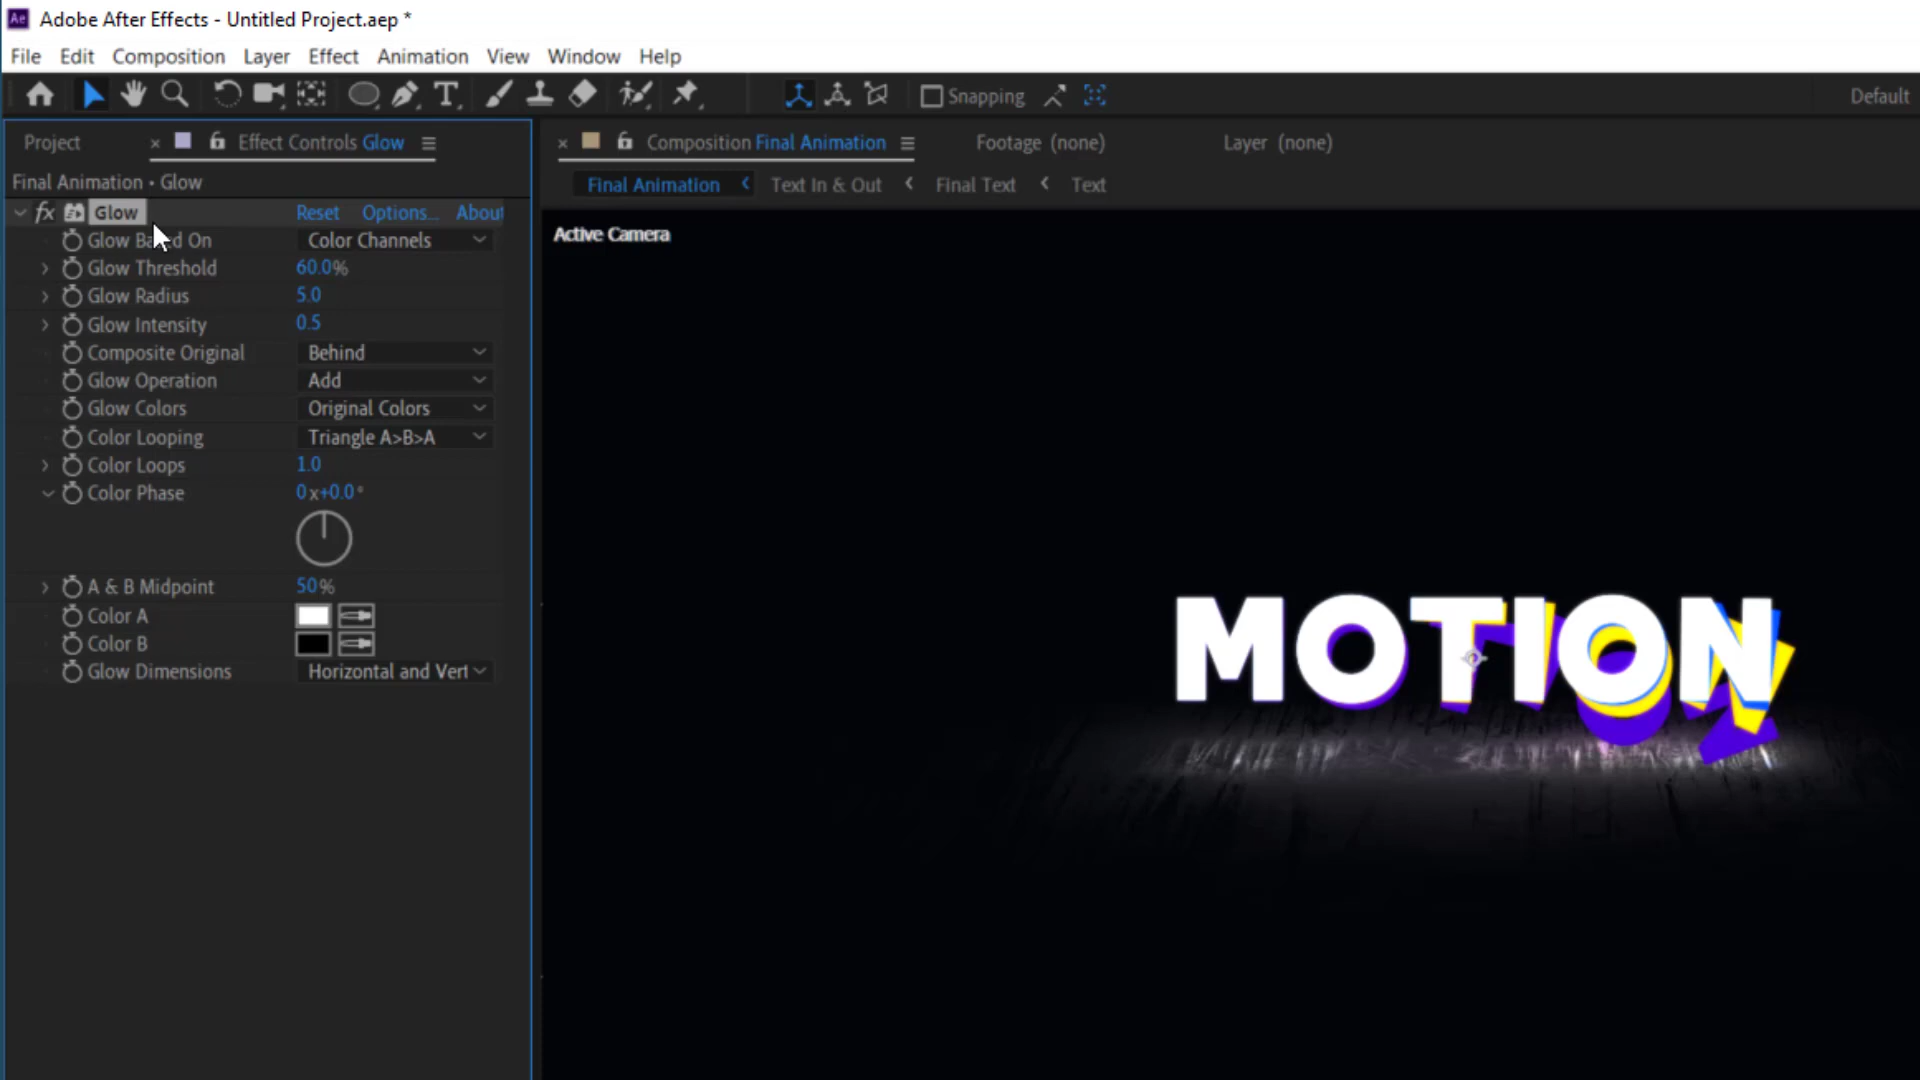 Ae Adobe After Effects - Untitled Project.aep *
File Edit Composition Layer Effect Animation View Window Help
T Snapping Default
Project × Effect Controls Glow × Composition Final Animation Footage (none) Layer (none)
Final Animation • Glow
Final Animation Text In & Out Final Text Text
fx Glow Reset Options... About
Active Camera
Glow Based On Color Channels
Glow Threshold 60.0%
Glow Radius 5.0
Glow Intensity 0.5
Composite Original Behind
Glow Operation Add
Glow Colors Original Colors
Color Looping Triangle A>B>A
Color Loops 1.0
Color Phase 0x+0.0°
A & B Midpoint 50%
Color A
Color B
Glow Dimensions Horizontal and Vert
MOTION